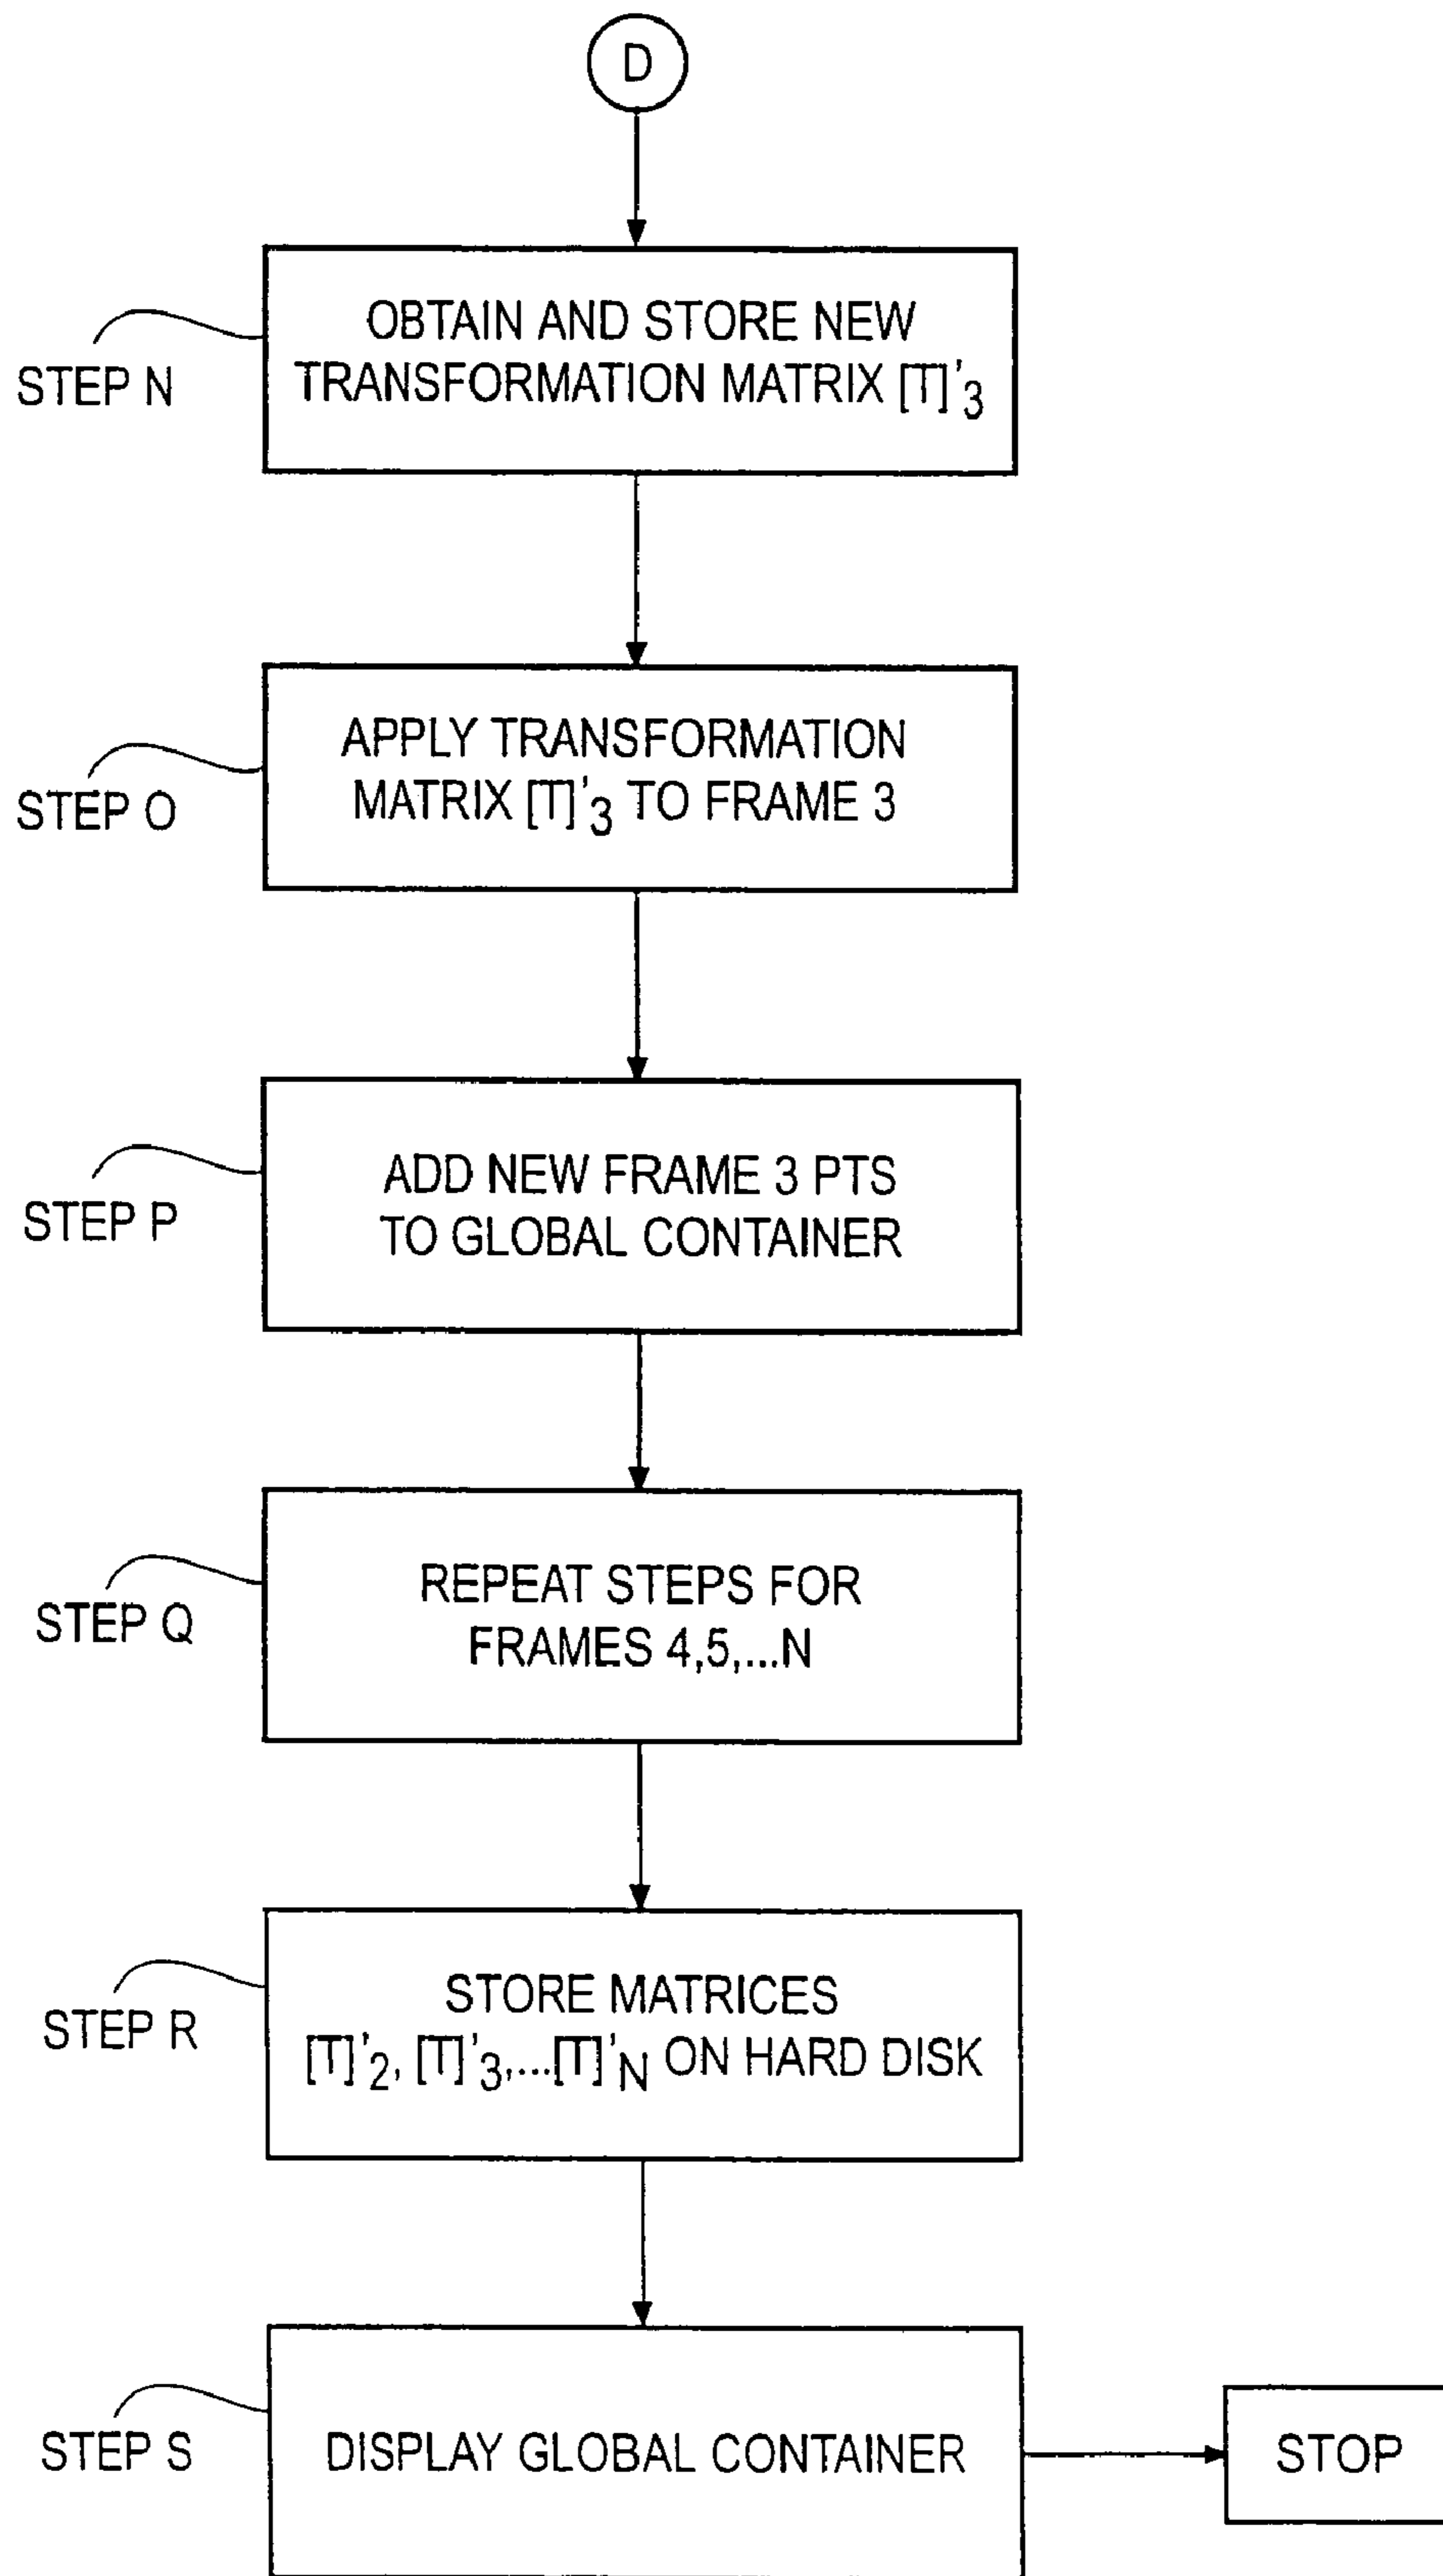 D
OBTAIN AND STORE NEW
TRANSFORMATION MATRIX [T]'3
STEP N
APPLY TRANSFORMATION
MATRIX [T]'3 TO FRAME 3
STEP O
ADD NEW FRAME 3 PTS
TO GLOBAL CONTAINER
STEP P
REPEAT STEPS FOR
FRAMES 4,5,...N
STEP Q
STORE MATRICES
[T]'2, [T]'3,...[T]'N ON HARD DISK
STEP R
DISPLAY GLOBAL CONTAINER
STEP S
STOP